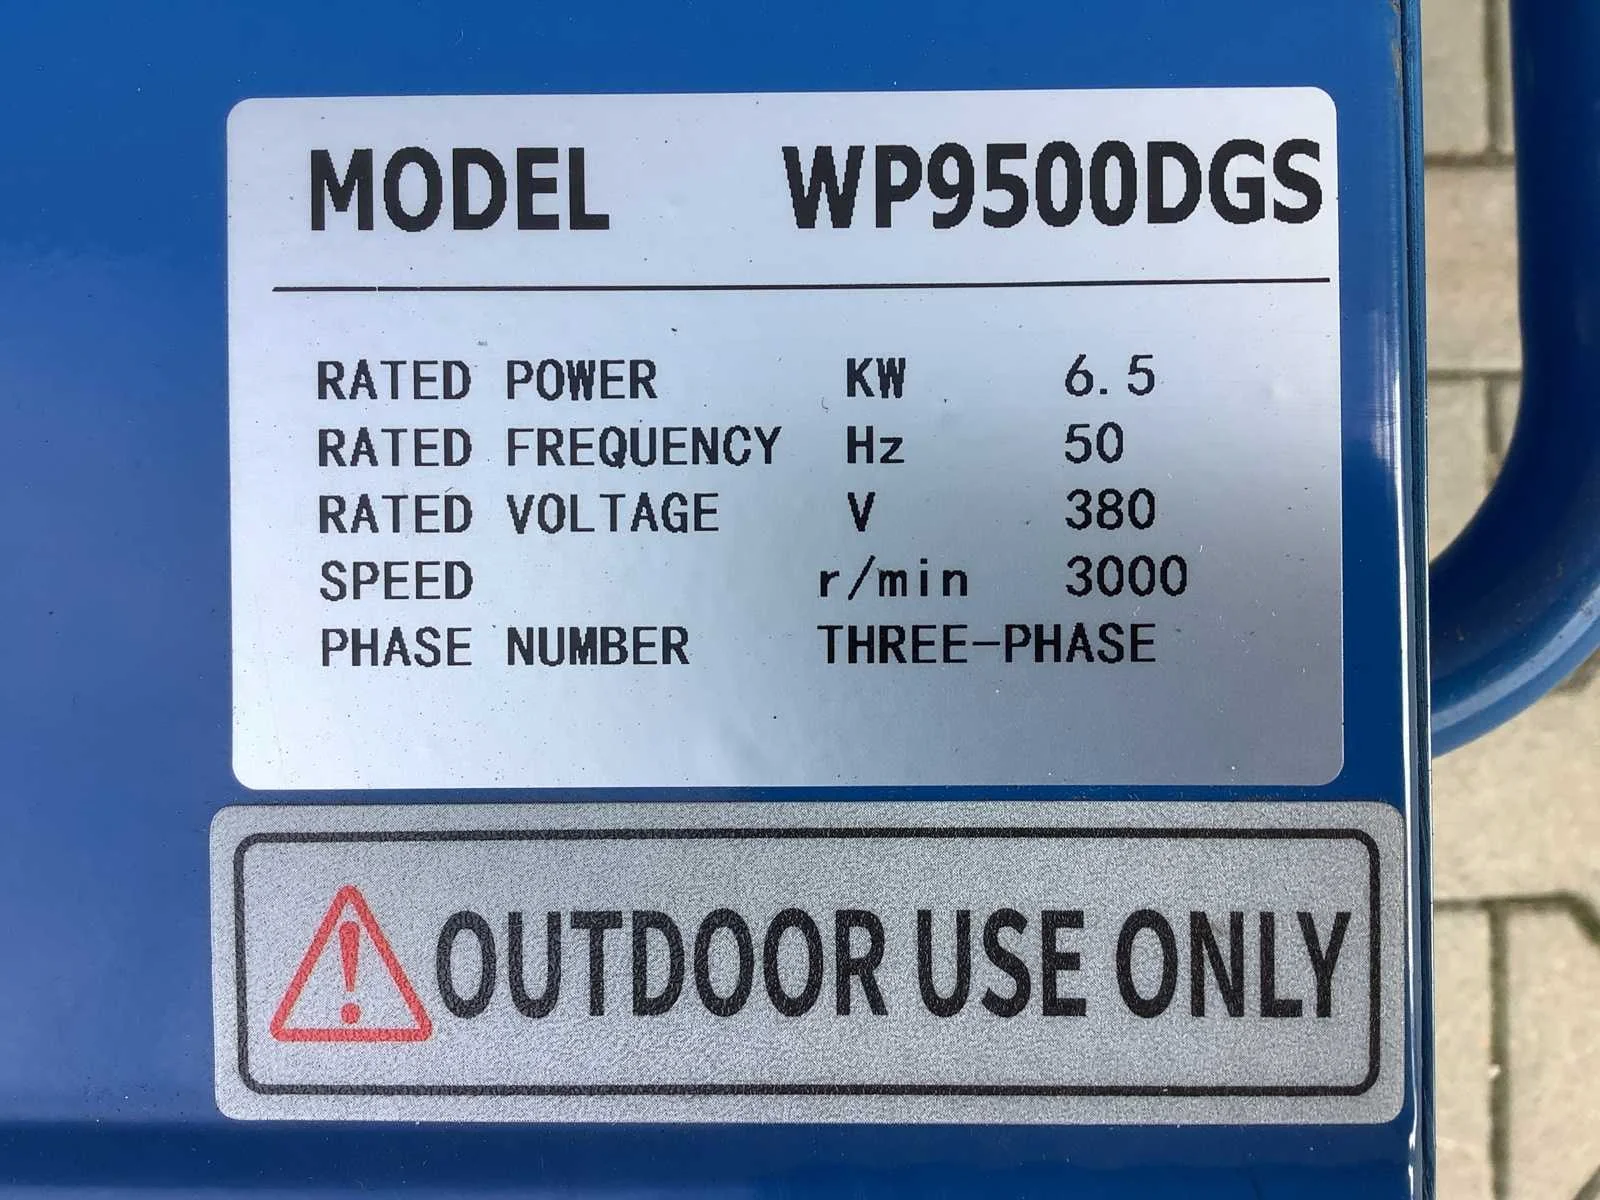 MODEL WP9500DGS
RATED POWER KW 6.5
RATED FREQUENCY Hz 50
RATED VOLTAGE V 380
SPEED r/min 3000
PHASE NUMBER THREE-PHASE
OUTDOOR USE ONLY